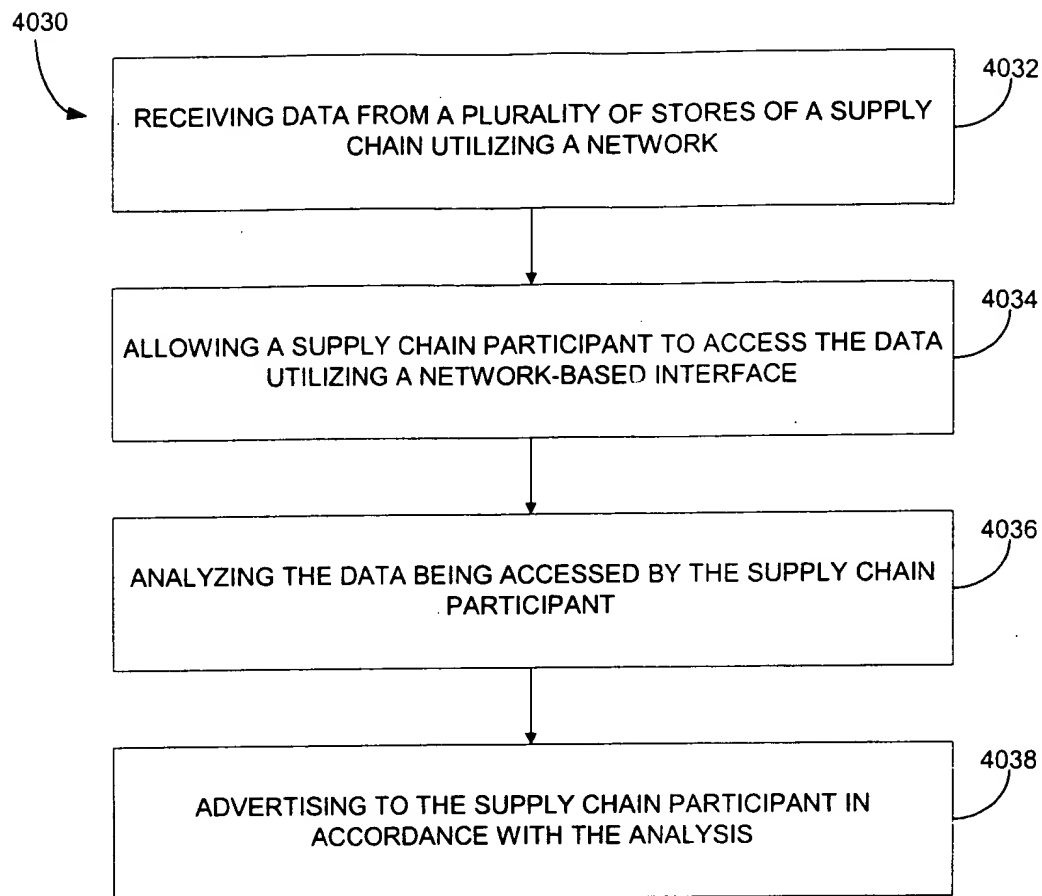 4030
4032
RECEIVING DATA FROM A PLURALITY OF STORES OF A SUPPLY
CHAIN UTILIZING A NETWORK
4034
ALLOWING A SUPPLY CHAIN PARTICIPANT TO ACCESS THE DATA
UTILIZING A NETWORK-BASED INTERFACE
4036
ANALYZING THE DATA BEING ACCESSED BY THE SUPPLY CHAIN
PARTICIPANT
4038
ADVERTISING TO THE SUPPLY CHAIN PARTICIPANT IN
ACCORDANCE WITH THE ANALYSIS